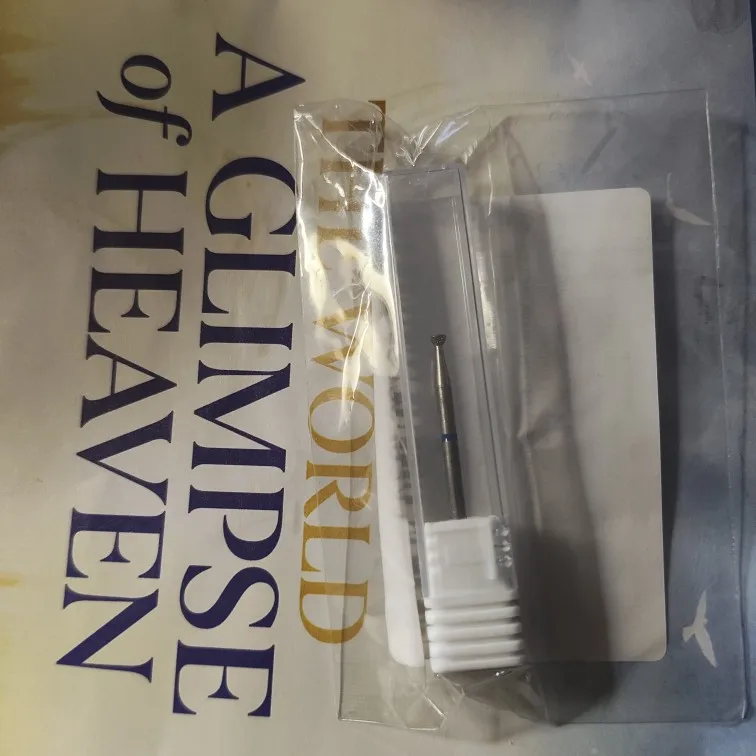 THE WORLD
A GLIMPSE
of HEAVEN